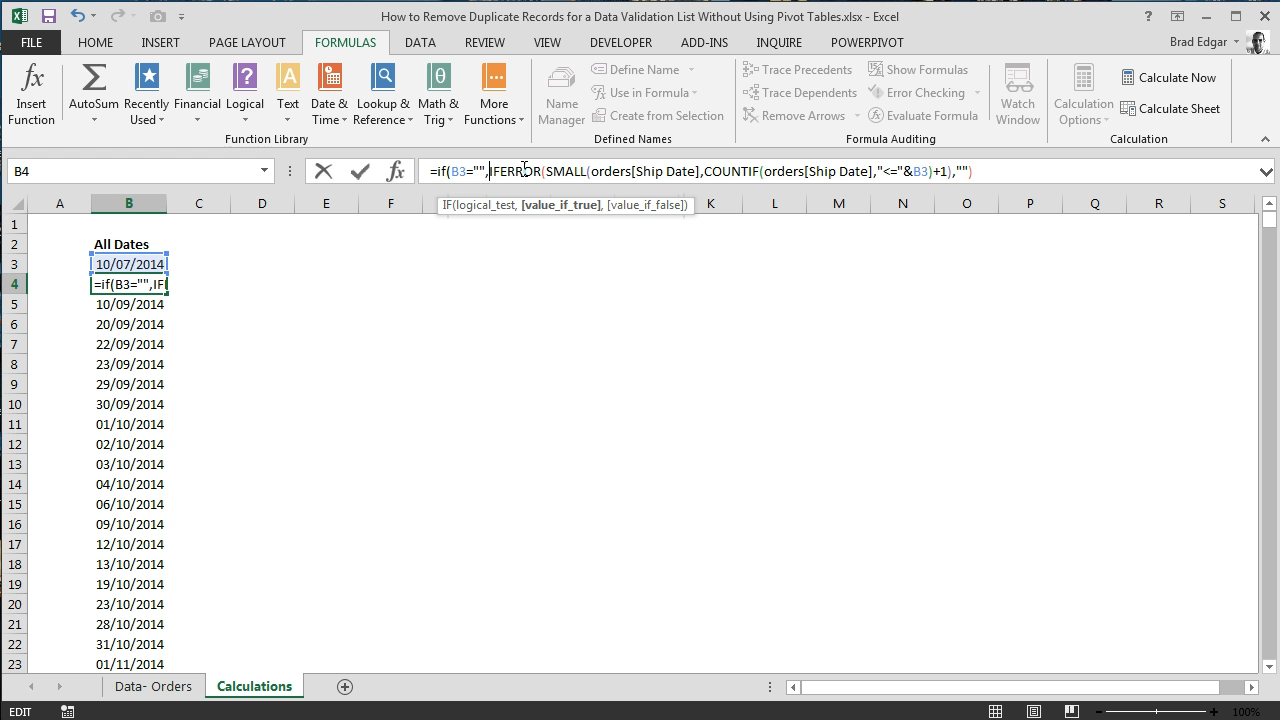 How to Remove Duplicate Records for a Data Validation List Without Using Pivot Tables.xlsx - Excel
FILE HOME INSERT PAGE LAYOUT FORMULAS DATA REVIEW VIEW DEVELOPER ADD-INS INQUIRE POWERPIVOT Brad Edgar
Insert Function
AutoSum
Recently Used
Financial
Logical
Text
Date & Time
Lookup & Reference
Math & Trig
More Functions
Function Library
Name Manager
Define Name
Use in Formula
Create from Selection
Defined Names
Trace Precedents
Trace Dependents
Remove Arrows
Show Formulas
Error Checking
Evaluate Formula
Watch Window
Formula Auditing
Calculation Options
Calculate Now
Calculate Sheet
Calculation
B4 fx =if(B3="",IFERROR(SMALL(orders[Ship Date],COUNTIF(orders[Ship Date],"<="&B3)+1),"")
IF(logical_test, [value_if_true], [value_if_false])
A B C D E F K L M N O P Q R S
1
2 All Dates
3 10/07/2014
4 =if(B3="",IFI
5 10/09/2014
6 20/09/2014
7 22/09/2014
8 23/09/2014
9 29/09/2014
10 30/09/2014
11 01/10/2014
12 02/10/2014
13 03/10/2014
14 04/10/2014
15 06/10/2014
16 09/10/2014
17 12/10/2014
18 13/10/2014
19 19/10/2014
20 23/10/2014
21 28/10/2014
22 31/10/2014
23 01/11/2014
Data- Orders Calculations
EDIT 100%